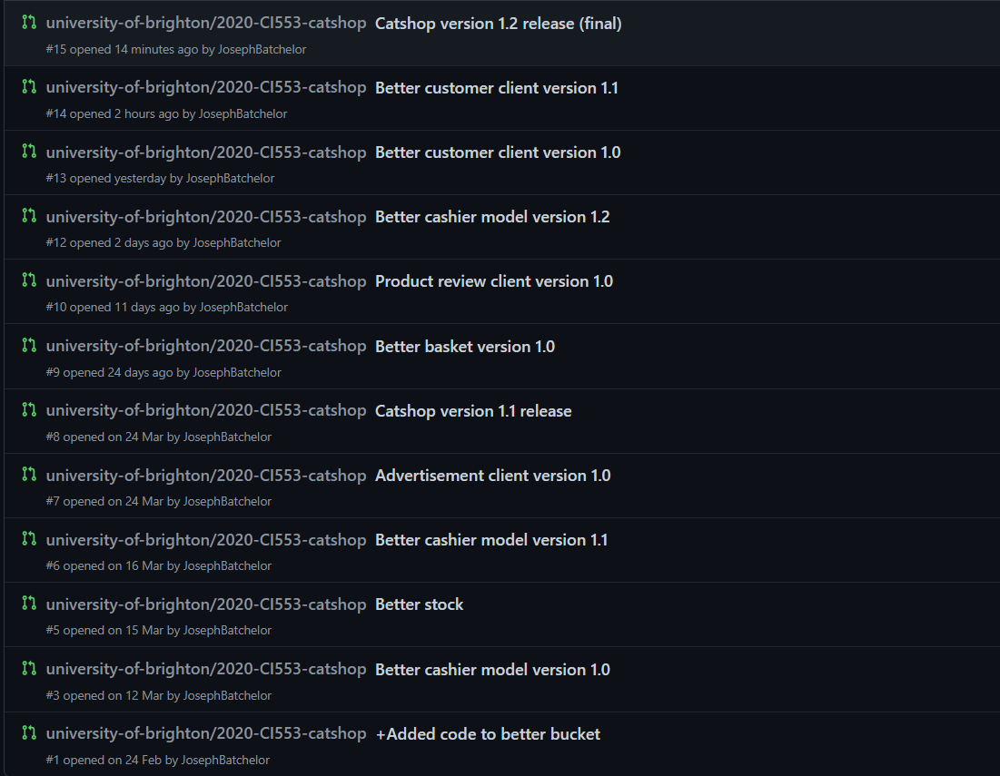 university-of-brighton/2020-CI553-catshop Catshop version 1.2 release (final)
#15 opened 14 minutes ago by JosephBatchelor
university-of-brighton/2020-CI553-catshop Better customer client version 1.1
#14 opened 2 hours ago by JosephBatchelor
university-of-brighton/2020-CI553-catshop Better customer client version 1.0
#13 opened yesterday by JosephBatchelor
university-of-brighton/2020-CI553-catshop Better cashier model version 1.2
#12 opened 2 days ago by JosephBatchelor
university-of-brighton/2020-CI553-catshop Product review client version 1.0
#10 opened 11 days ago by JosephBatchelor
university-of-brighton/2020-CI553-catshop Better basket version 1.0
#9 opened 24 days ago by JosephBatchelor
university-of-brighton/2020-CI553-catshop Catshop version 1.1 release
#8 opened on 24 Mar by JosephBatchelor
university-of-brighton/2020-CI553-catshop Advertisement client version 1.0
#7 opened on 24 Mar by JosephBatchelor
university-of-brighton/2020-CI553-catshop Better cashier model version 1.1
#6 opened on 16 Mar by JosephBatchelor
university-of-brighton/2020-CI553-catshop Better stock
#5 opened on 15 Mar by JosephBatchelor
university-of-brighton/2020-CI553-catshop Better cashier model version 1.0
#3 opened on 12 Mar by JosephBatchelor
university-of-brighton/2020-CI553-catshop +Added code to better bucket
#1 opened on 24 Feb by JosephBatchelor